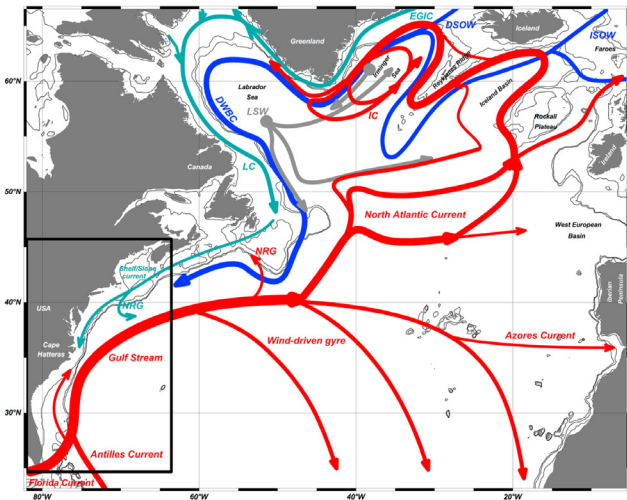 EGIC
DSOW
Iceland
ISOW
Greenland
Faroes
60°N
Irminger
Sea
Reykjanes Ridge
Labrador
Sea
DWBC
Iceland Basin
LSW
IC
Rockall
Plateau
Ireland
Canada
LC
50°N
North Atlantic Current
West European
Basin
NRG
Shelf/Slope
current
NRG
Iberian
Peninsula
USA
40°N
Cape
Hatteras
Gulf Stream
Wind-driven gyre
Azores Current
30°N
Antilles Current
Florida Current
80°W
60°W
40°W
20°W